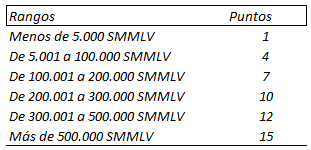 Rangos Puntos
Menos de 5.000 SMMLV 1
De 5.001 a 100.000 SMMLV 4
De 100.001 a 200.000 SMMLV 7
De 200.001 a 300.000 SMMLV 10
De 300.001 a 500.000 SMMLV 12
Más de 500.000 SMMLV 15